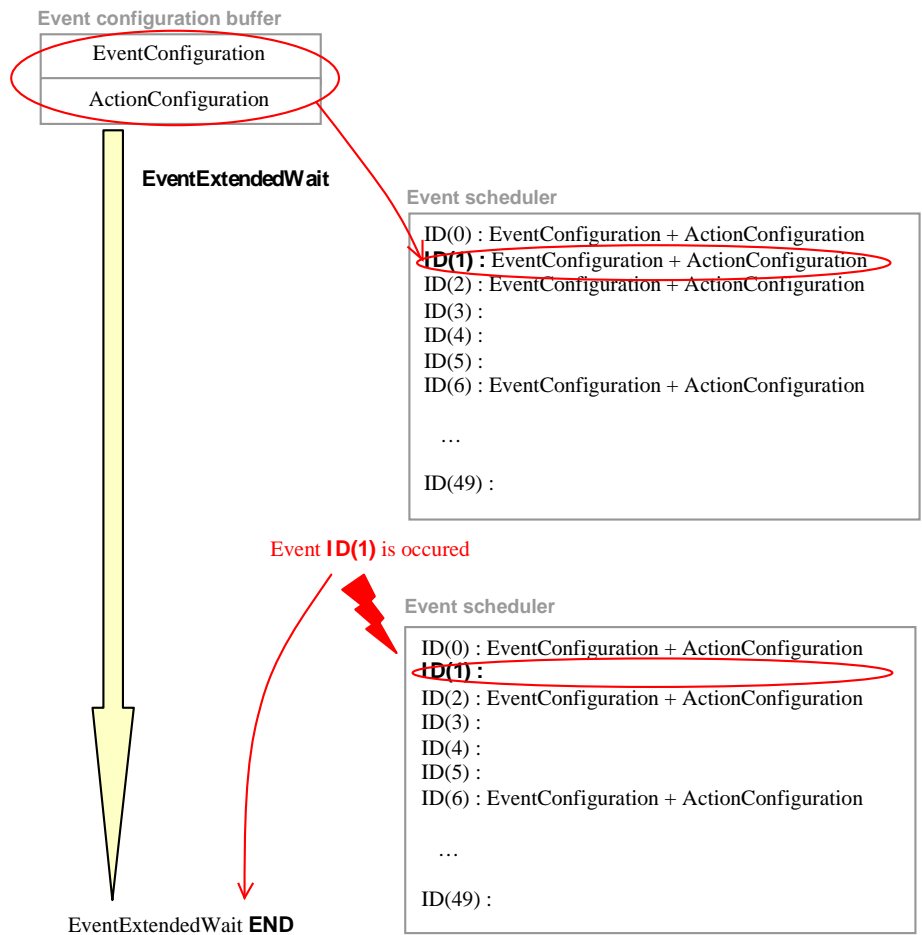 Event configuration buffer
EventConfiguration
ActionConfiguration
EventExtendedWait
Event scheduler
ID(0) : EventConfiguration + ActionConfiguration
ID(1) : EventConfiguration + ActionConfiguration
ID(2) : EventConfiguration + ActionConfiguration
ID(3) :
ID(4) :
ID(5) :
ID(6) : EventConfiguration + ActionConfiguration
…
ID(49) :
Event ID(1) is occured
Event scheduler
ID(0) : EventConfiguration + ActionConfiguration
ID(1) :
ID(2) : EventConfiguration + ActionConfiguration
ID(3) :
ID(4) :
ID(5) :
ID(6) : EventConfiguration + ActionConfiguration
…
ID(49) :
EventExtendedWait END